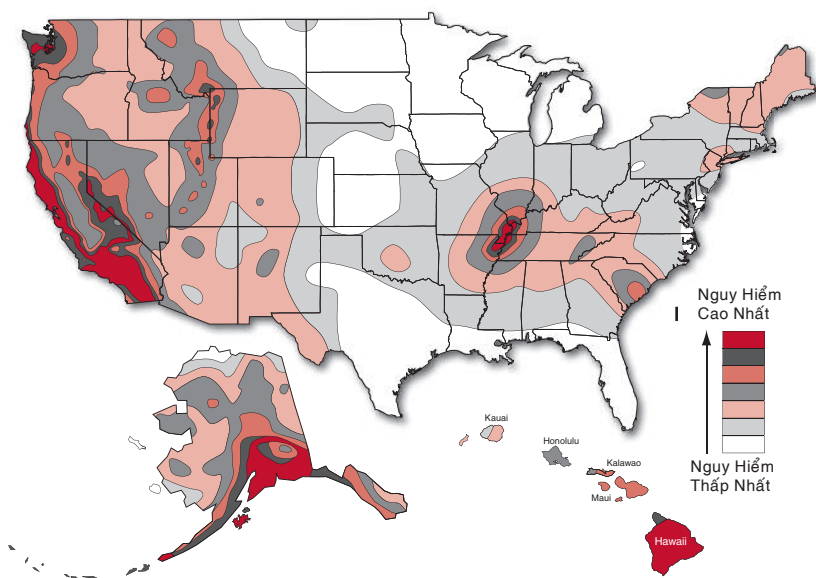 Nguy Hiểm
Cao Nhất
Nguy Hiểm
Thấp Nhất
Kauai
Honolulu
Kalawao
Maui
Hawaii